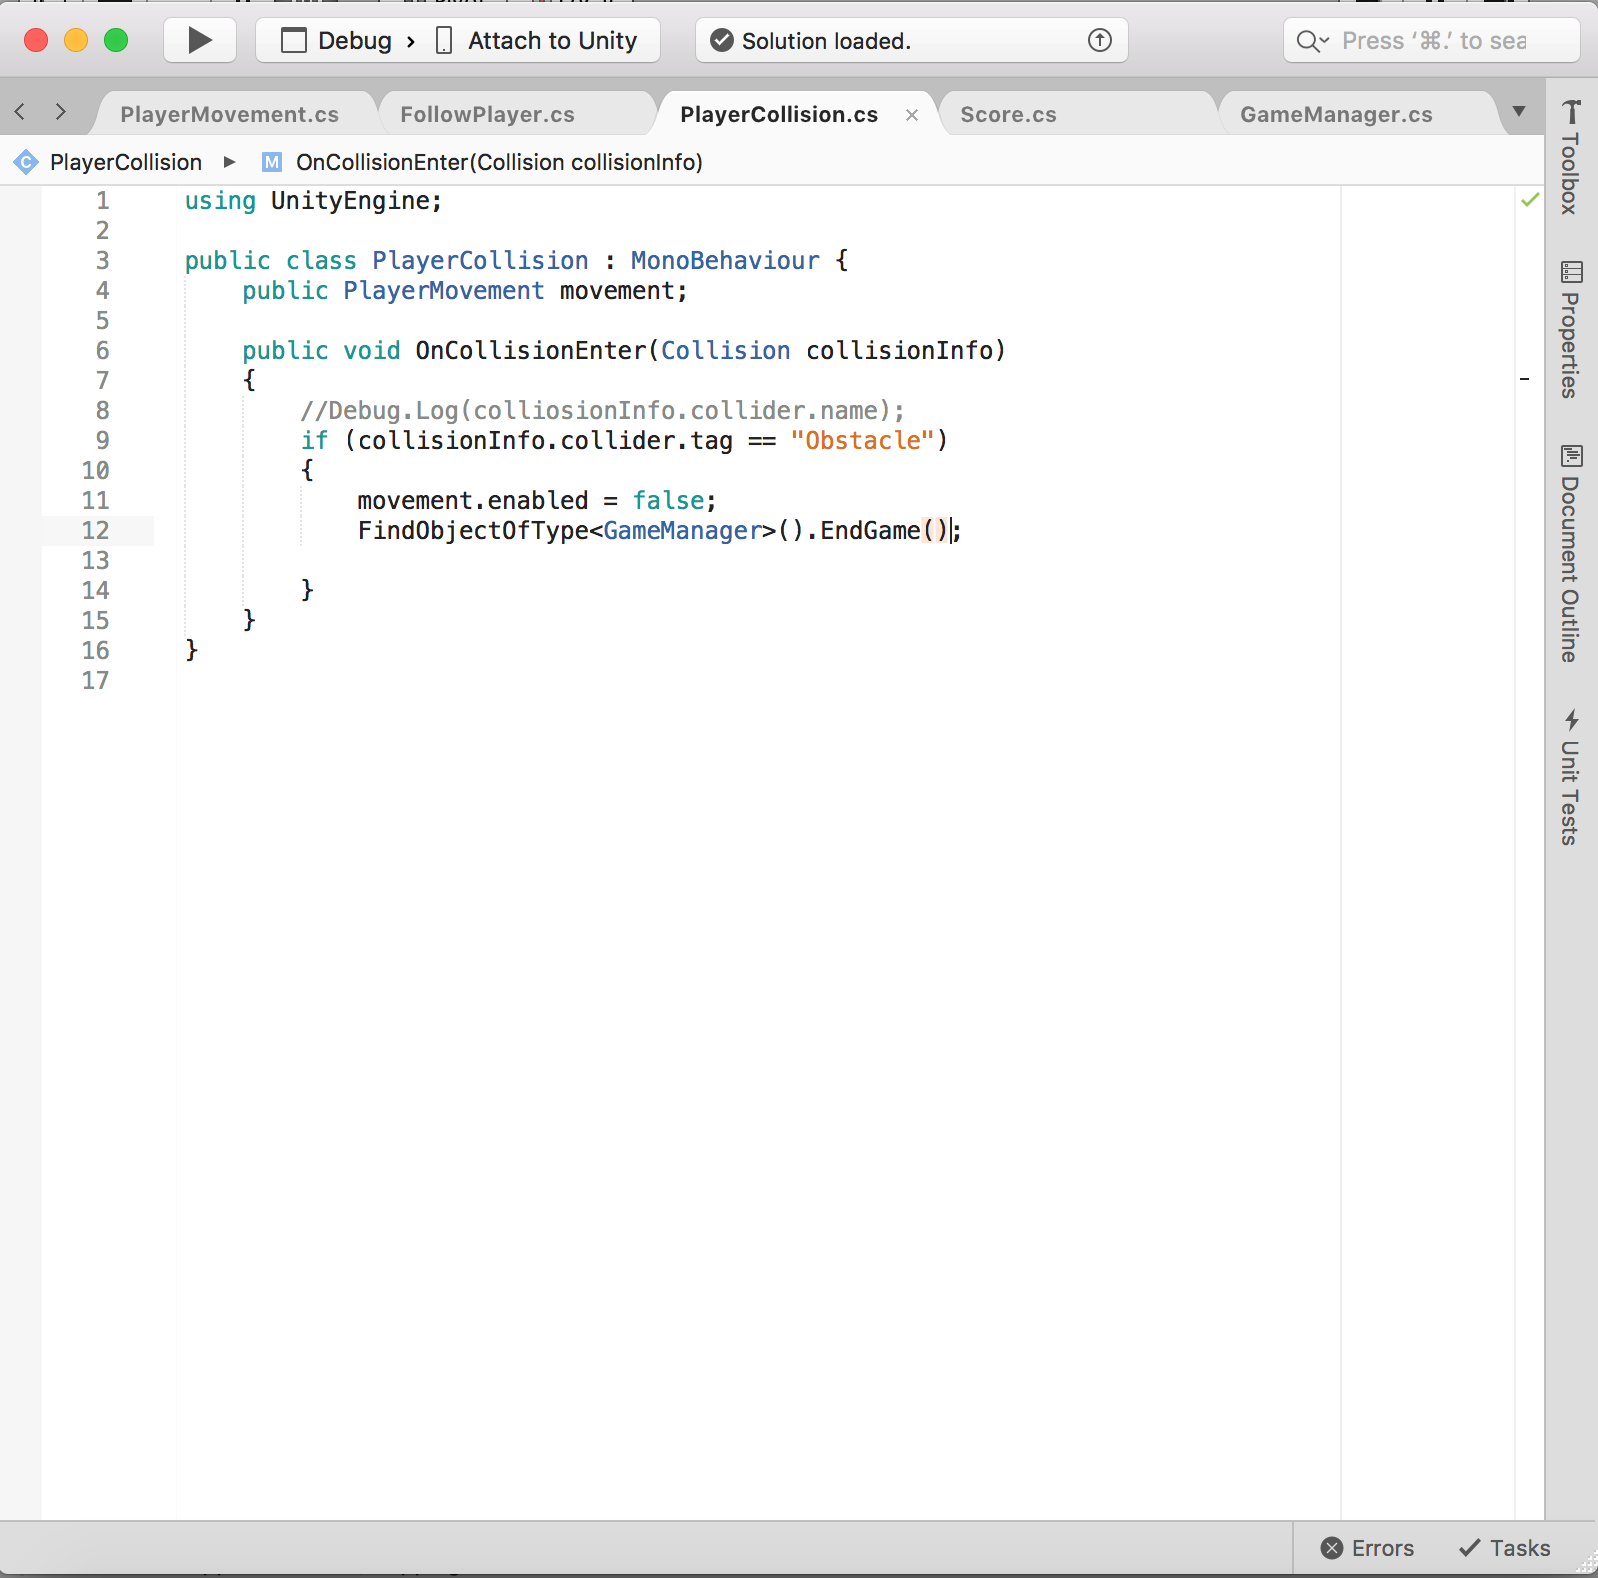 Debug › Attach to Unity
Solution loaded.
Press ‘⌘.’ to sea
PlayerMovement.cs
FollowPlayer.cs
PlayerCollision.cs ×
Score.cs
GameManager.cs
C PlayerCollision ▶ M OnCollisionEnter(Collision collisionInfo)
1 using UnityEngine;
2
3 public class PlayerCollision : MonoBehaviour {
4 public PlayerMovement movement;
5
6 public void OnCollisionEnter(Collision collisionInfo)
7 {
8 //Debug.Log(colliosionInfo.collider.name);
9 if (collisionInfo.collider.tag == "Obstacle")
10 {
11 movement.enabled = false;
12 FindObjectOfType<GameManager>().EndGame();
13
14 }
15 }
16 }
17
Toolbox
Properties
Document Outline
Unit Tests
Errors
Tasks